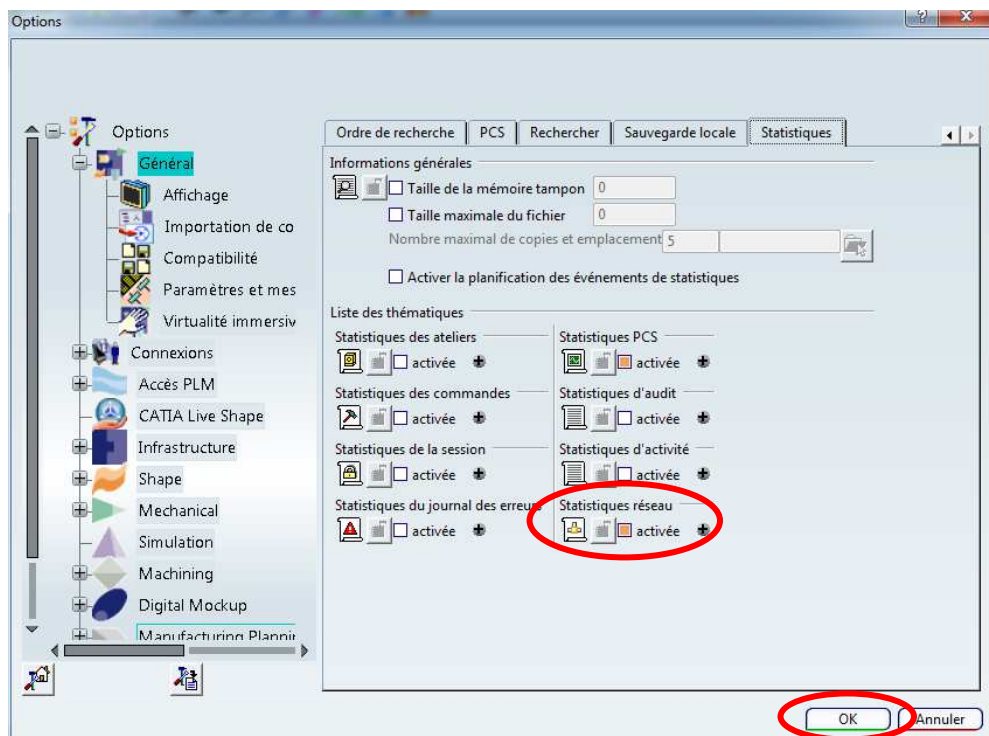 Options
Options
Général
Affichage
Importation de co
Compatibilité
Paramètres et mes
Virtualité immersiv
Connexions
Accès PLM
CATIA Live Shape
Infrastructure
Shape
Mechanical
Simulation
Machining
Digital Mockup
Manufacturing Plannin
Ordre de recherche PCS Rechercher Sauvegarde locale Statistiques
Informations générales
Taille de la mémoire tampon 0
Taille maximale du fichier 0
Nombre maximal de copies et emplacement 5
Activer la planification des événements de statistiques
Liste des thématiques
Statistiques des ateliers Statistiques PCS
activée activée
Statistiques des commandes Statistiques d'audit
activée activée
Statistiques de la session Statistiques d'activité
activée activée
Statistiques du journal des erreurs Statistiques réseau
activée activée
OK Annuler